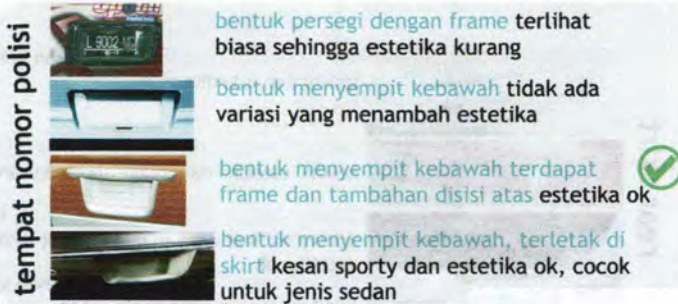 tempat nomor polisi
L 8002
bentuk persegi dengan frame terlihat
biasa sehingga estetika kurang
bentuk menyempit kebawah tidak ada
variasi yang menambah estetika
bentuk menyempit kebawah terdapat
frame dan tambahan disisi atas estetika ok
bentuk menyempit kebawah, terletak di
skirt kesan sporty dan estetika ok, cocok
untuk jenis sedan